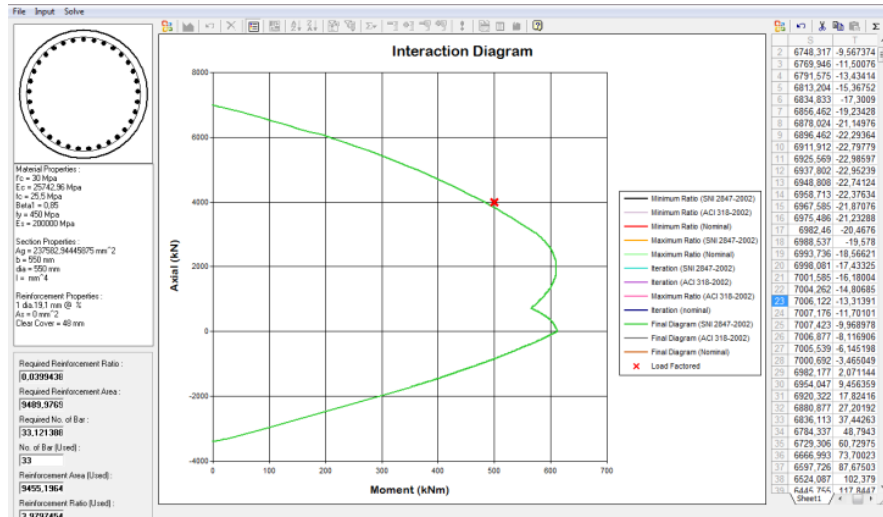 File Input Solve
Interaction Diagram
Material Properties :
fc = 30 Mpa
Ec = 25742,96 Mpa
fc = 25,5 Mpa
Beta1 = 0,85
fy = 450 Mpa
Es = 200000 Mpa
Section Properties :
Ag = 237582,94445875 mm^2
b = 550 mm
dia = 550 mm
I = mm^4
Reinforcement Properties :
1 dia.19,1 mm @ %
As = 0 mm^2
Clear Cover = 48 mm
Required Reinforcement Ratio :
0,0399438
Required Reinforcement Area :
9489,9769
Required No. of Bar :
33,121388
No. of Bar (Used) :
33
Reinforcement Area (Used):
9455,1964
Reinforcement Ratio (Used) :
3,9797454
Axial (kN)
8000
6000
4000
2000
0
-2000
-4000
0 100 200 300 400 500 600 700
Moment (kNm)
Minimum Ratio (SNI 2847-2002)
Minimum Ratio (ACI 318-2002)
Minimum Ratio (Nominal)
Maximum Ratio (SNI 2847-2002)
Maximum Ratio (Nominal)
Iteration (SNI 2847-2002)
Iteration (ACI 318-2002)
Maximum Ratio (ACI 318-2002)
Iteration (nominal)
Final Diagram (SNI 2847-2002)
Final Diagram (ACI 318-2002)
Final Diagram (Nominal)
Load Factored
S T
2 6748,317 -9,567374
3 6769,946 -11,50076
4 6791,575 -13,43414
5 6813,204 -15,36752
6 6834,833 -17,3009
7 6856,462 -19,23428
8 6878,024 -21,14976
9 6896,462 -22,29364
10 6911,912 -22,79779
11 6925,569 -22,98597
12 6937,802 -22,95239
13 6948,808 -22,74124
14 6958,713 -22,37634
15 6967,585 -21,87076
16 6975,486 -21,23288
17 6982,46 -20,4676
18 6988,537 -19,578
19 6993,736 -18,56621
20 6998,081 -17,43325
21 7001,585 -16,18004
22 7004,262 -14,80685
23 7006,122 -13,31391
24 7007,176 -11,70101
25 7007,423 -9,968978
26 7006,877 -8,116906
27 7005,539 -6,145198
28 7000,692 -3,465049
29 6982,177 2,071144
30 6954,047 9,456359
31 6920,322 17,82416
32 6880,877 27,20192
33 6836,113 37,44263
34 6784,337 48,7943
35 6729,306 60,72975
36 6666,993 73,70023
37 6597,726 87,67503
38 6524,087 102,379
39 6445,755 117,8447
Sheet1